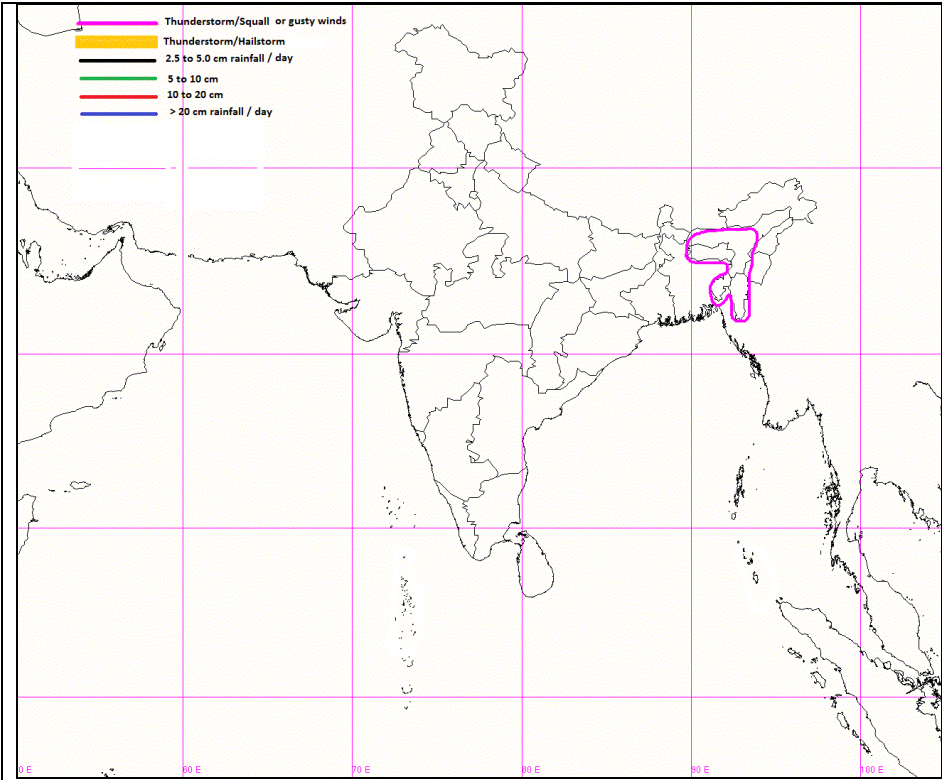 Thunderstorm/Squall or gusty winds
Thunderstorm/Hailstorm
2.5 to 5.0 cm rainfall / day
5 to 10 cm
10 to 20 cm
> 20 cm rainfall / day
0 E 60 E 70 E 80 E 90 E 100 E